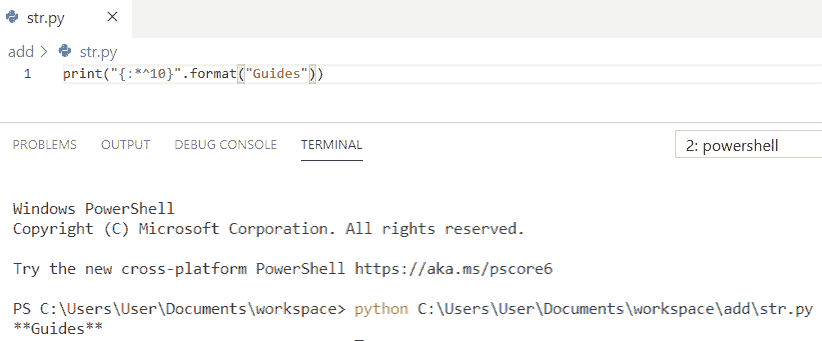 str.py ×
add > str.py
1 print("{:*^10}".format("Guides"))
PROBLEMS OUTPUT DEBUG CONSOLE TERMINAL 2: powershell
Windows PowerShell
Copyright (C) Microsoft Corporation. All rights reserved.
Try the new cross-platform PowerShell https://aka.ms/pscore6
PS C:\Users\User\Documents\workspace> python C:\Users\User\Documents\workspace\add\str.py
**Guides**